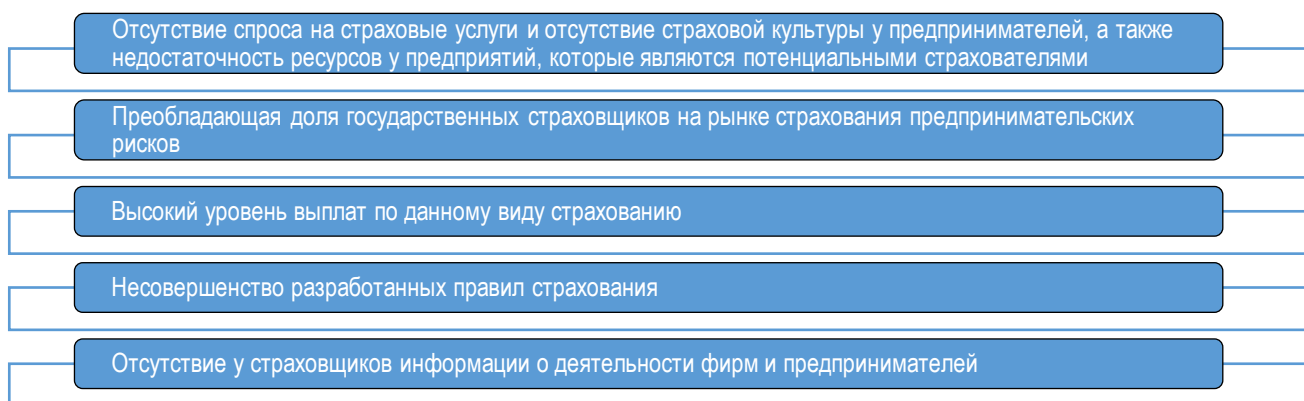 Отсутствие спроса на страховые услуги и отсутствие страховой культуры у предпринимателей, а также
недостаточность ресурсов у предприятий, которые являются потенциальными страхователями
Преобладающая доля государственных страховщиков на рынке страхования предпринимательских
рисков
Высокий уровень выплат по данному виду страхованию
Несовершенство разработанных правил страхования
Отсутствие у страховщиков информации о деятельности фирм и предпринимателей